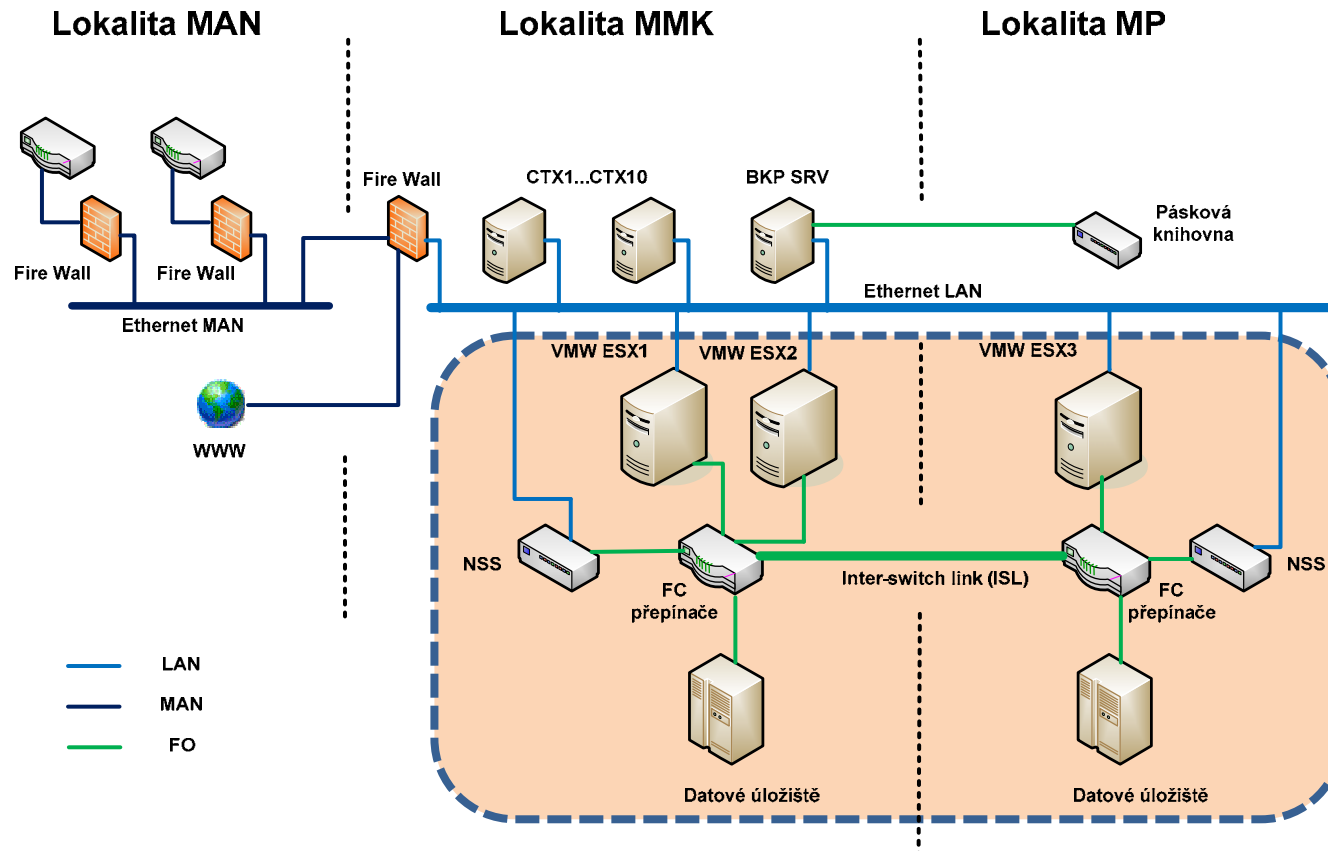 Lokalita MAN
Lokalita MMK
Lokalita MP
Fire Wall
CTX1...CTX10
BKP SRV
Pásková
knihovna
Fire Wall
Fire Wall
Ethernet LAN
Ethernet MAN
VMW ESX1
VMW ESX2
VMW ESX3
WWW
NSS
FC
přepínače
Inter-switch link (ISL)
FC
přepínače
NSS
LAN
MAN
FO
Datové úložiště
Datové úložiště